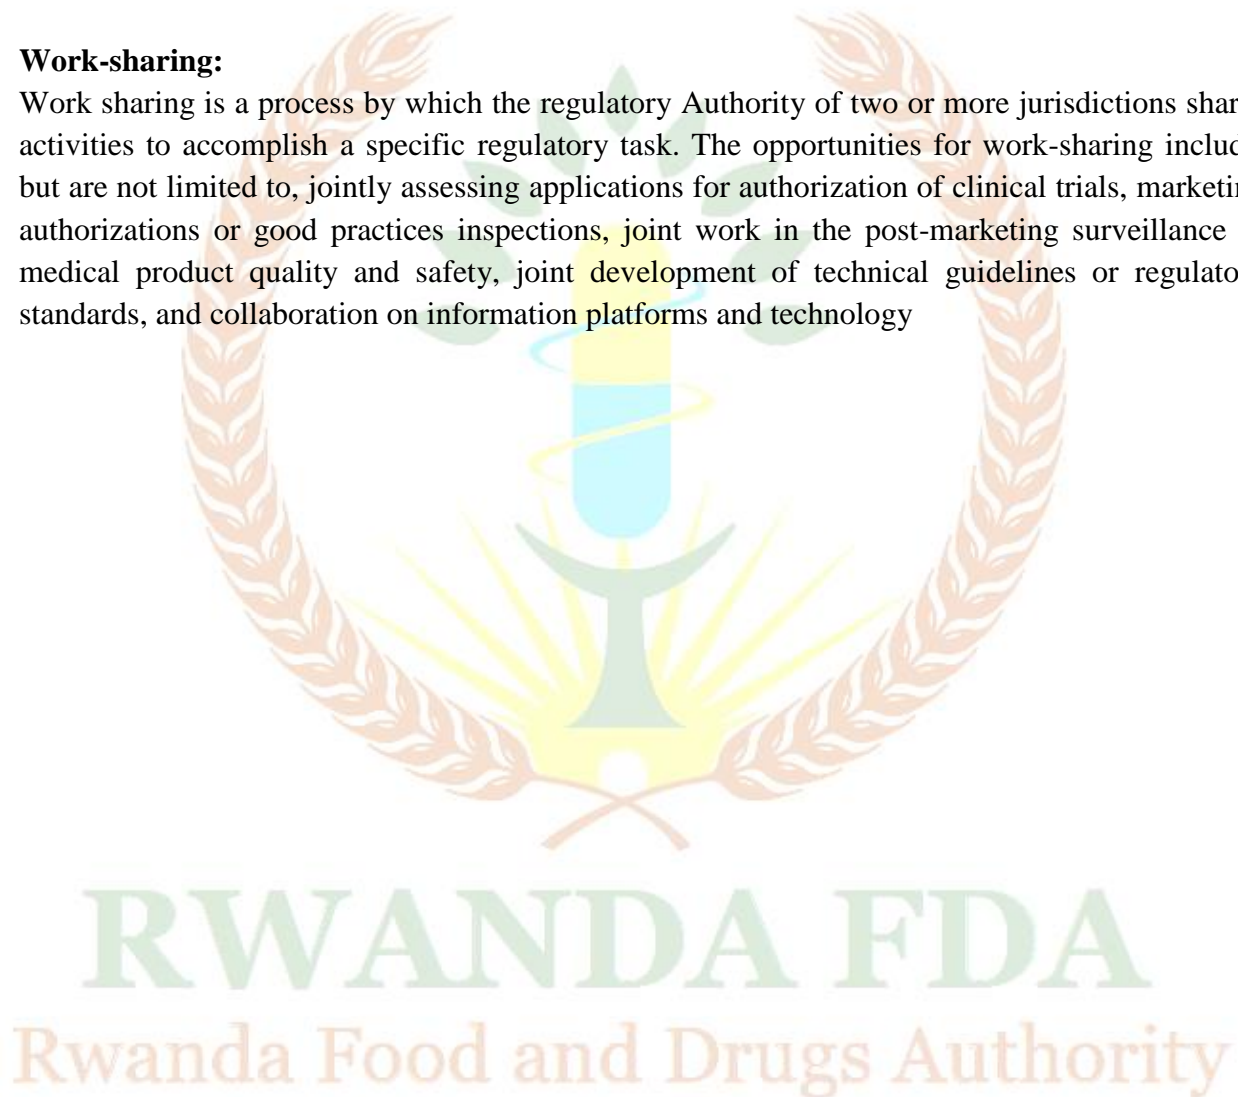 Work-sharing:
Work sharing is a process by which the regulatory Authority of two or more jurisdictions shar
activities to accomplish a specific regulatory task. The opportunities for work-sharing includ
but are not limited to, jointly assessing applications for authorization of clinical trials, marketin
authorizations or good practices inspections, joint work in the post-marketing surveillance
medical product quality and safety, joint development of technical guidelines or regulato
standards, and collaboration on information platforms and technology
RWANDA FDA
Rwanda Food and Drugs Authority